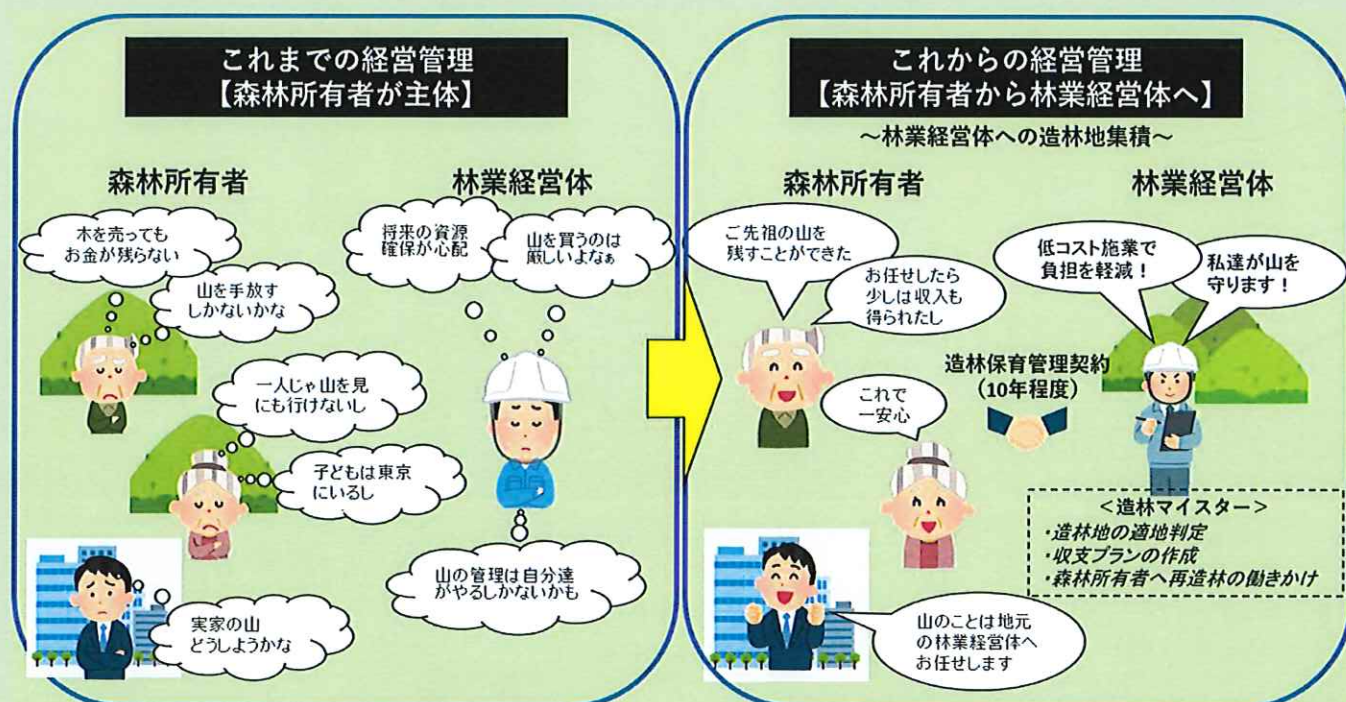 これまでの経営管理
【森林所有者が主体】
森林所有者
林業経営体
木を売っても
お金が残らない
山を手放す
しかないかな
将来の資源
確保が心配
山を買うのは
厳しいよなぁ
一人じゃ山を見
にも行けないし
子どもは東京
にいるし
山の管理は自分達
がやるしかないかも
実家の山
どうしようかな
これからの経営管理
【森林所有者から林業経営体へ】
～林業経営体への造林地集積～
森林所有者
林業経営体
ご先祖の山を
残すことができた
お任せしたら
少しは収入も
得られたし
低コスト施業で
負担を軽減！
私達が山を
守ります！
これで
一安心
造林保育管理契約
(10年程度)
＜造林マイスター＞
・造林地の適地判定
・収支プランの作成
・森林所有者へ再造林の働きかけ
山のことは地元
の林業経営体へ
お任せします